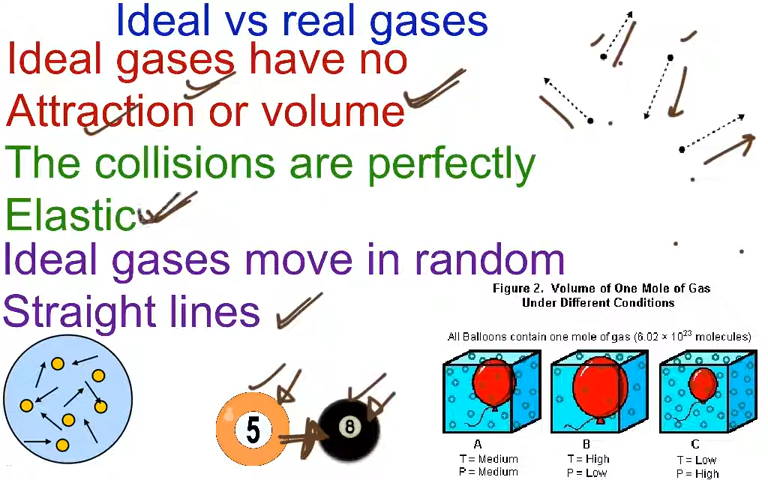 Ideal vs real gases
Ideal gases have no
Attraction or volume
The collisions are perfectly
Elastic
Ideal gases move in random
Straight lines
Figure 2. Volume of One Mole of Gas
Under Different Conditions
All Balloons contain one mole of gas (6.02 × 10²³ molecules)
5
8
A
T = Medium
P = Medium
B
T = High
P = Low
C
T = Low
P = High